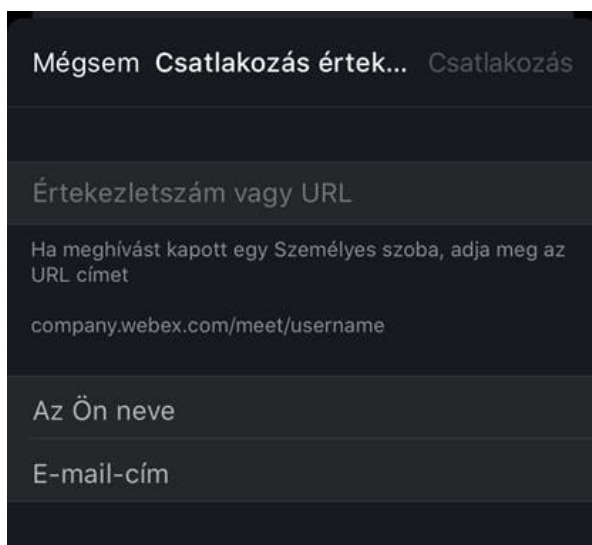 Mégsem Csatlakozás értek... Csatlakozás
Értekezletszám vagy URL
Ha meghívást kapott egy Személyes szoba, adja meg az
URL címet
company.webex.com/meet/username
Az Ön neve
E-mail-cím